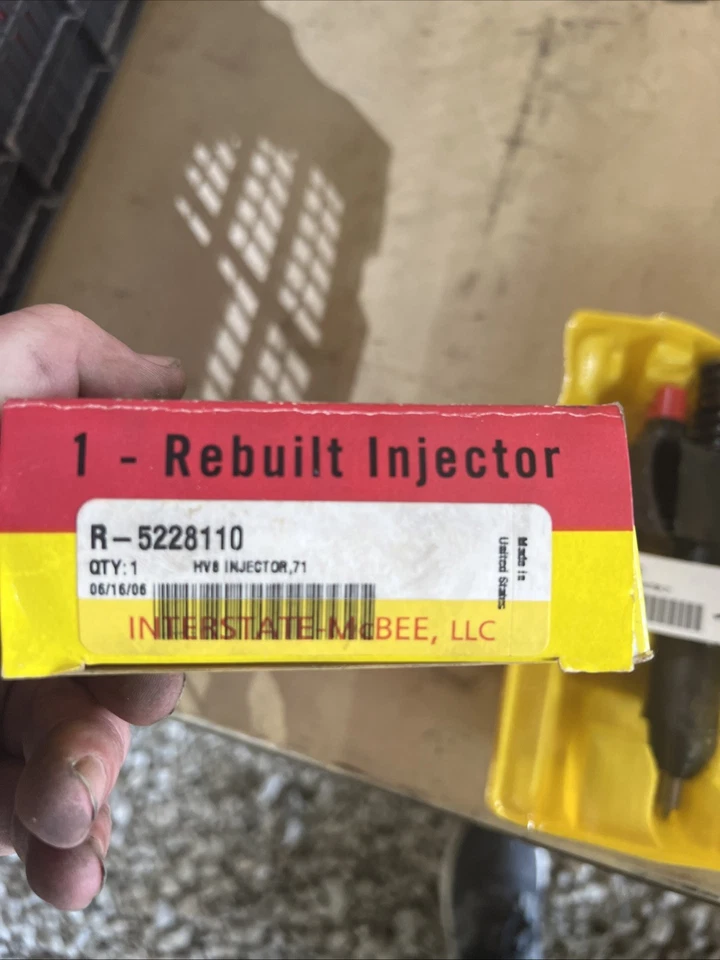 1 - Rebuilt Injector
R-5228110
QTY: 1 HV8 INJECTOR,71
06/16/06
Made in
United States
INTERSTATE-McBEE, LLC